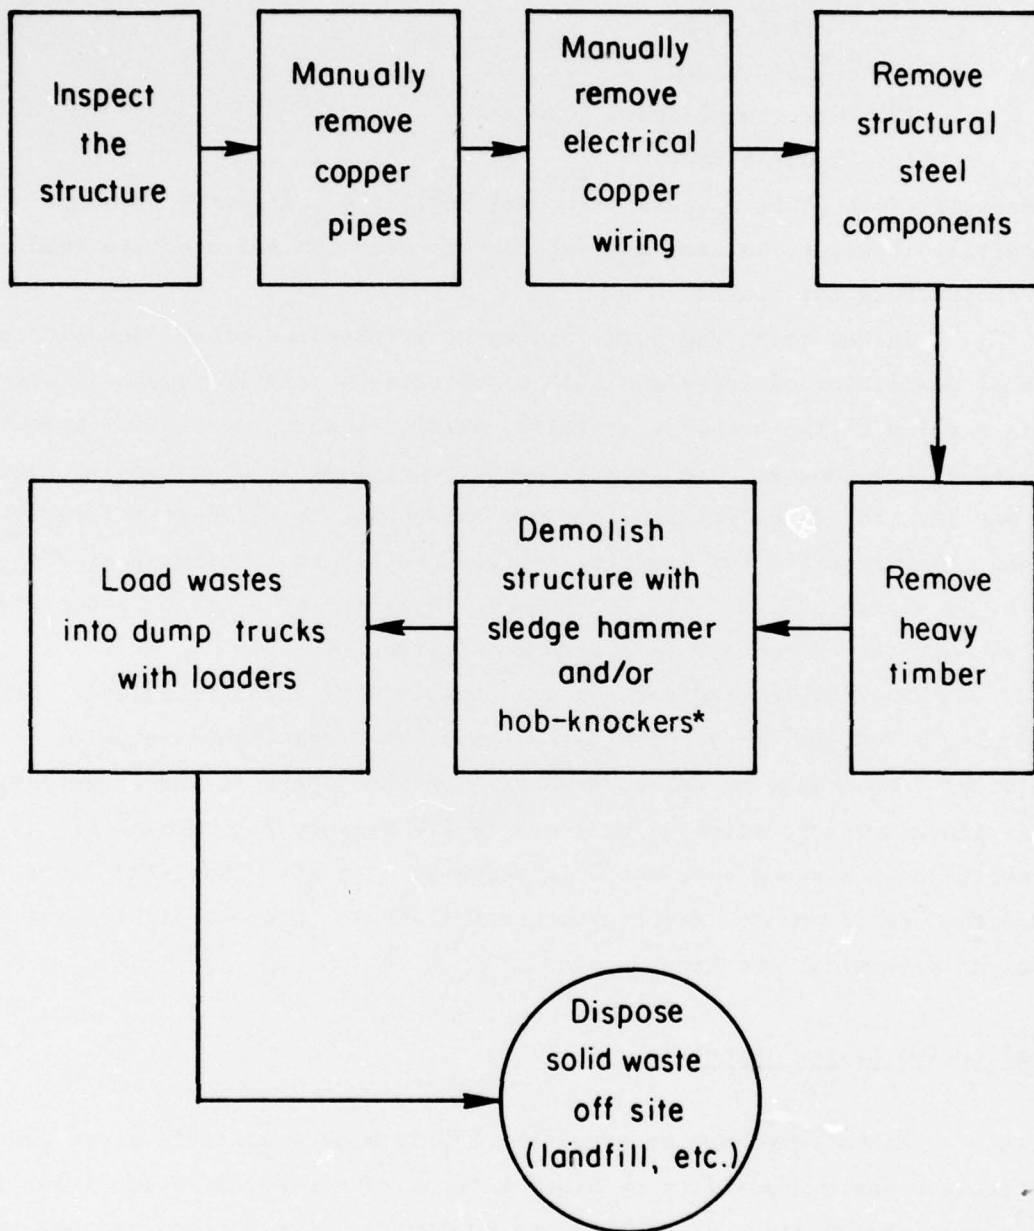 Inspect
the
structure
Manually
remove
copper
pipes
Manually
remove
electrical
copper
wiring
Remove
structural
steel
components
Remove
heavy
timber
Demolish
structure with
sledge hammer
and/or
hob-knockers*
Load wastes
into dump trucks
with loaders
Dispose
solid waste
off site
(landfill, etc.)